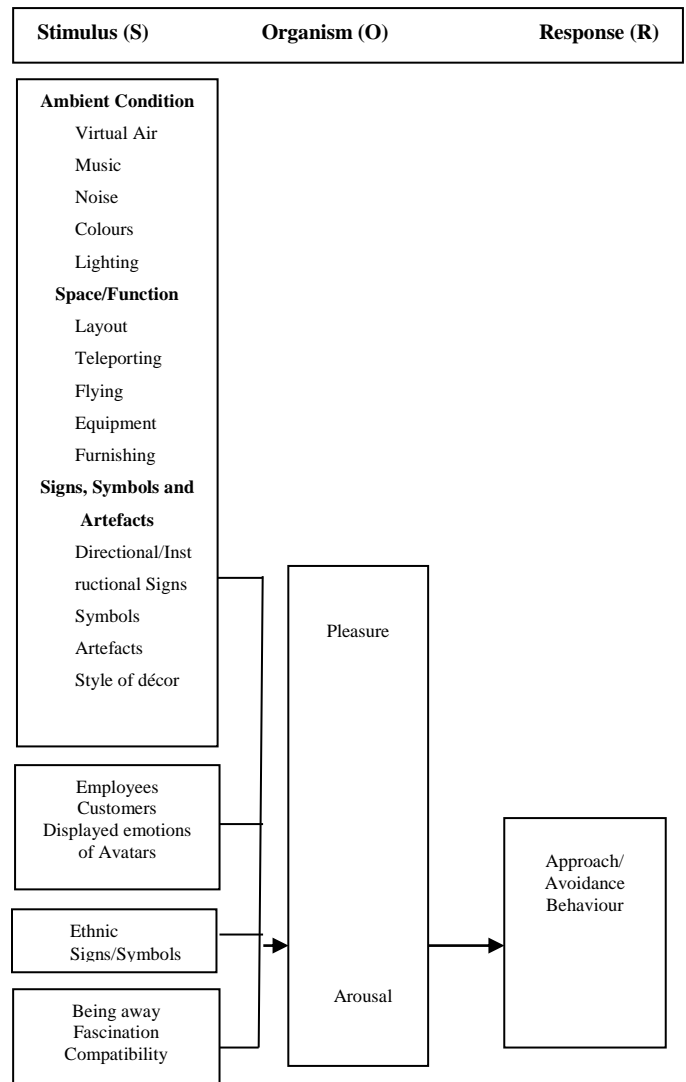 Stimulus (S) Organism (O) Response (R)
Ambient Condition
Virtual Air
Music
Noise
Colours
Lighting
Space/Function
Layout
Teleporting
Flying
Equipment
Furnishing
Signs, Symbols and
Artefacts
Directional/Inst
ructional Signs
Symbols
Artefacts
Style of décor
Employees
Customers
Displayed emotions
of Avatars
Ethnic
Signs/Symbols
Being away
Fascination
Compatibility
Pleasure
Arousal
Approach/
Avoidance
Behaviour